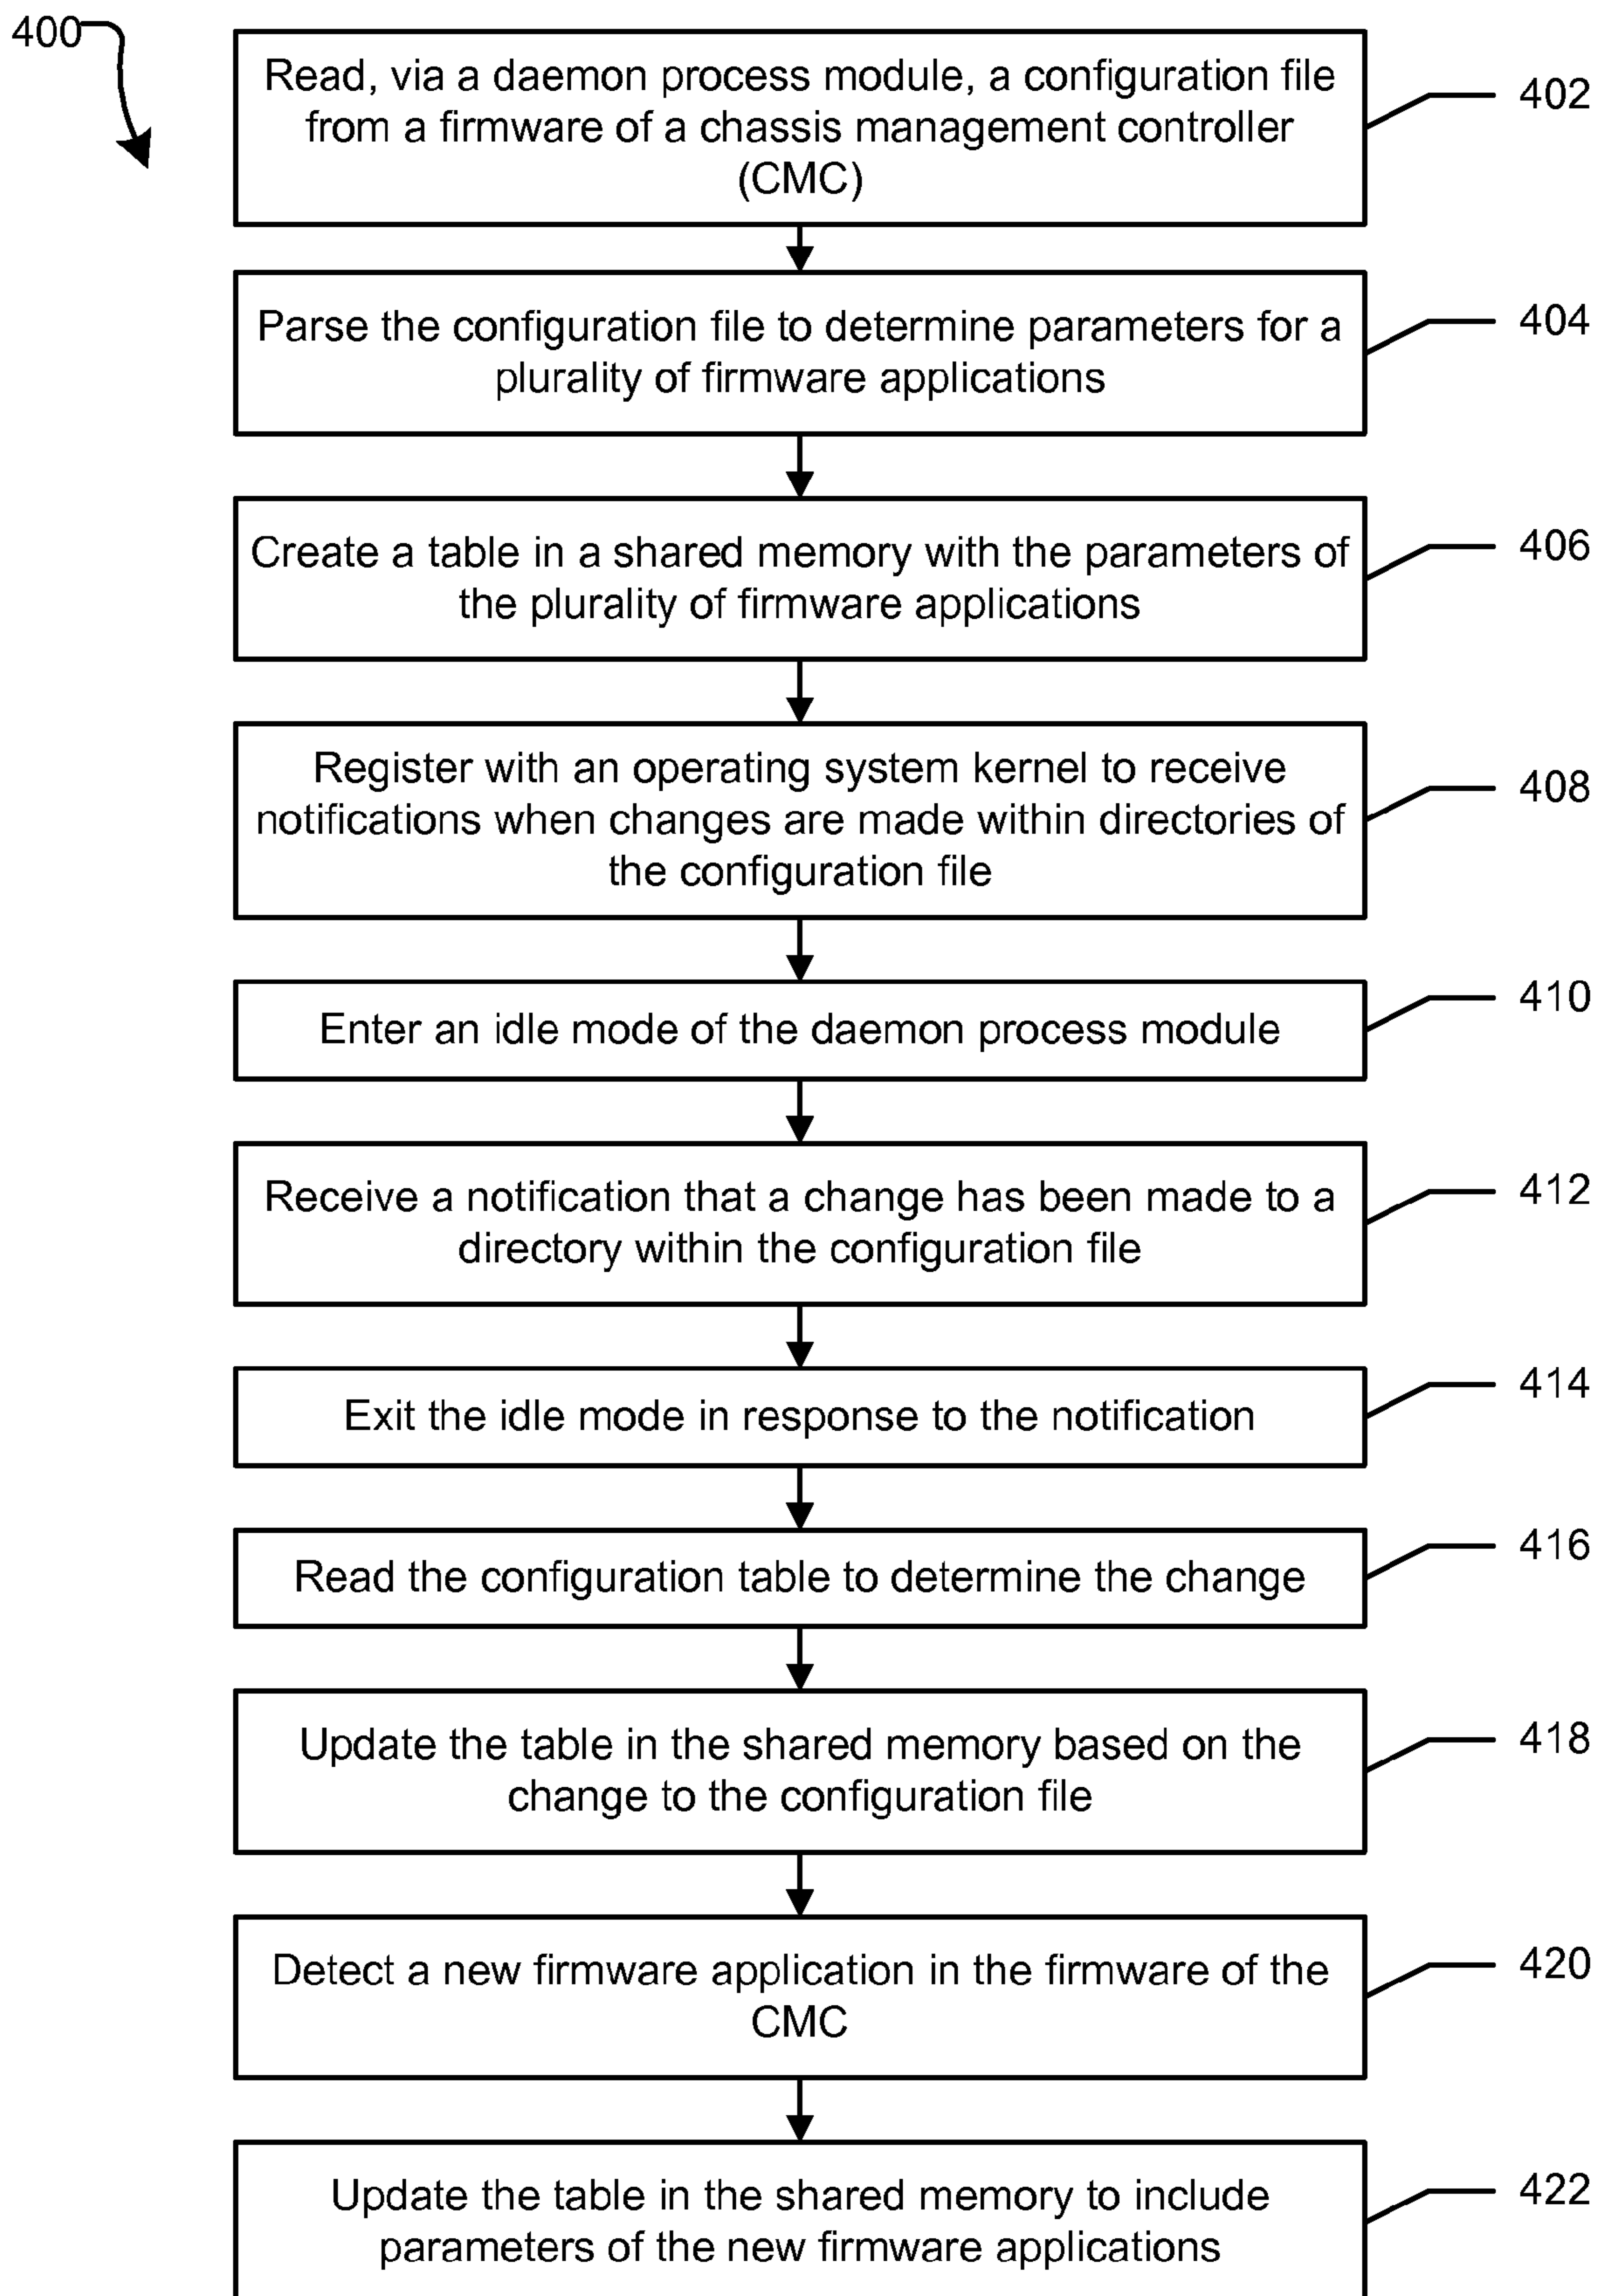 400
Read, via a daemon process module, a configuration file
from a firmware of a chassis management controller
(CMC)
402
Parse the configuration file to determine parameters for a
plurality of firmware applications
404
Create a table in a shared memory with the parameters of
the plurality of firmware applications
406
Register with an operating system kernel to receive
notifications when changes are made within directories of
the configuration file
408
Enter an idle mode of the daemon process module
410
Receive a notification that a change has been made to a
directory within the configuration file
412
Exit the idle mode in response to the notification
414
Read the configuration table to determine the change
416
Update the table in the shared memory based on the
change to the configuration file
418
Detect a new firmware application in the firmware of the
CMC
420
Update the table in the shared memory to include
parameters of the new firmware applications
422